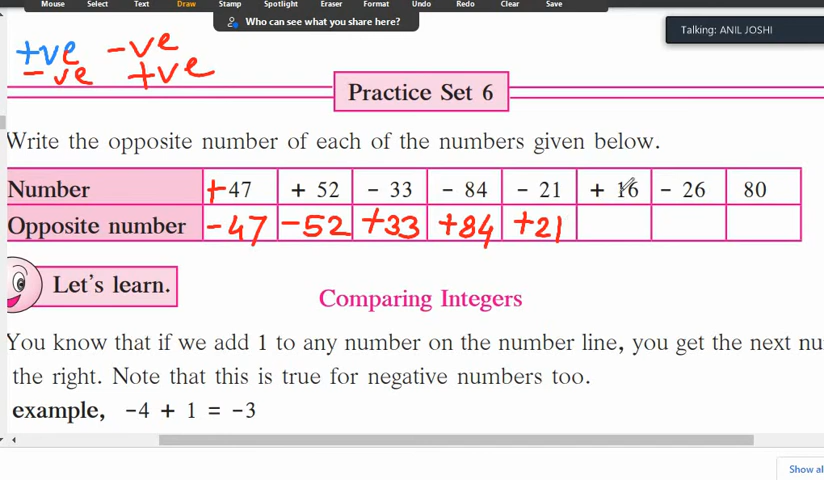 Mouse Select Text Draw Stamp Spotlight Eraser Format Undo Redo Clear Save
Who can see what you share here?
Talking: ANIL JOSHI
+ve -ve
-ve +ve
Practice Set 6
Write the opposite number of each of the numbers given below.
Number +47 + 52 - 33 - 84 - 21 + 16 - 26 80
Opposite number -47 -52 +33 +84 +21
Let's learn.
Comparing Integers
You know that if we add 1 to any number on the number line, you get the next nu
the right. Note that this is true for negative numbers too.
example, -4 + 1 = -3
Show al